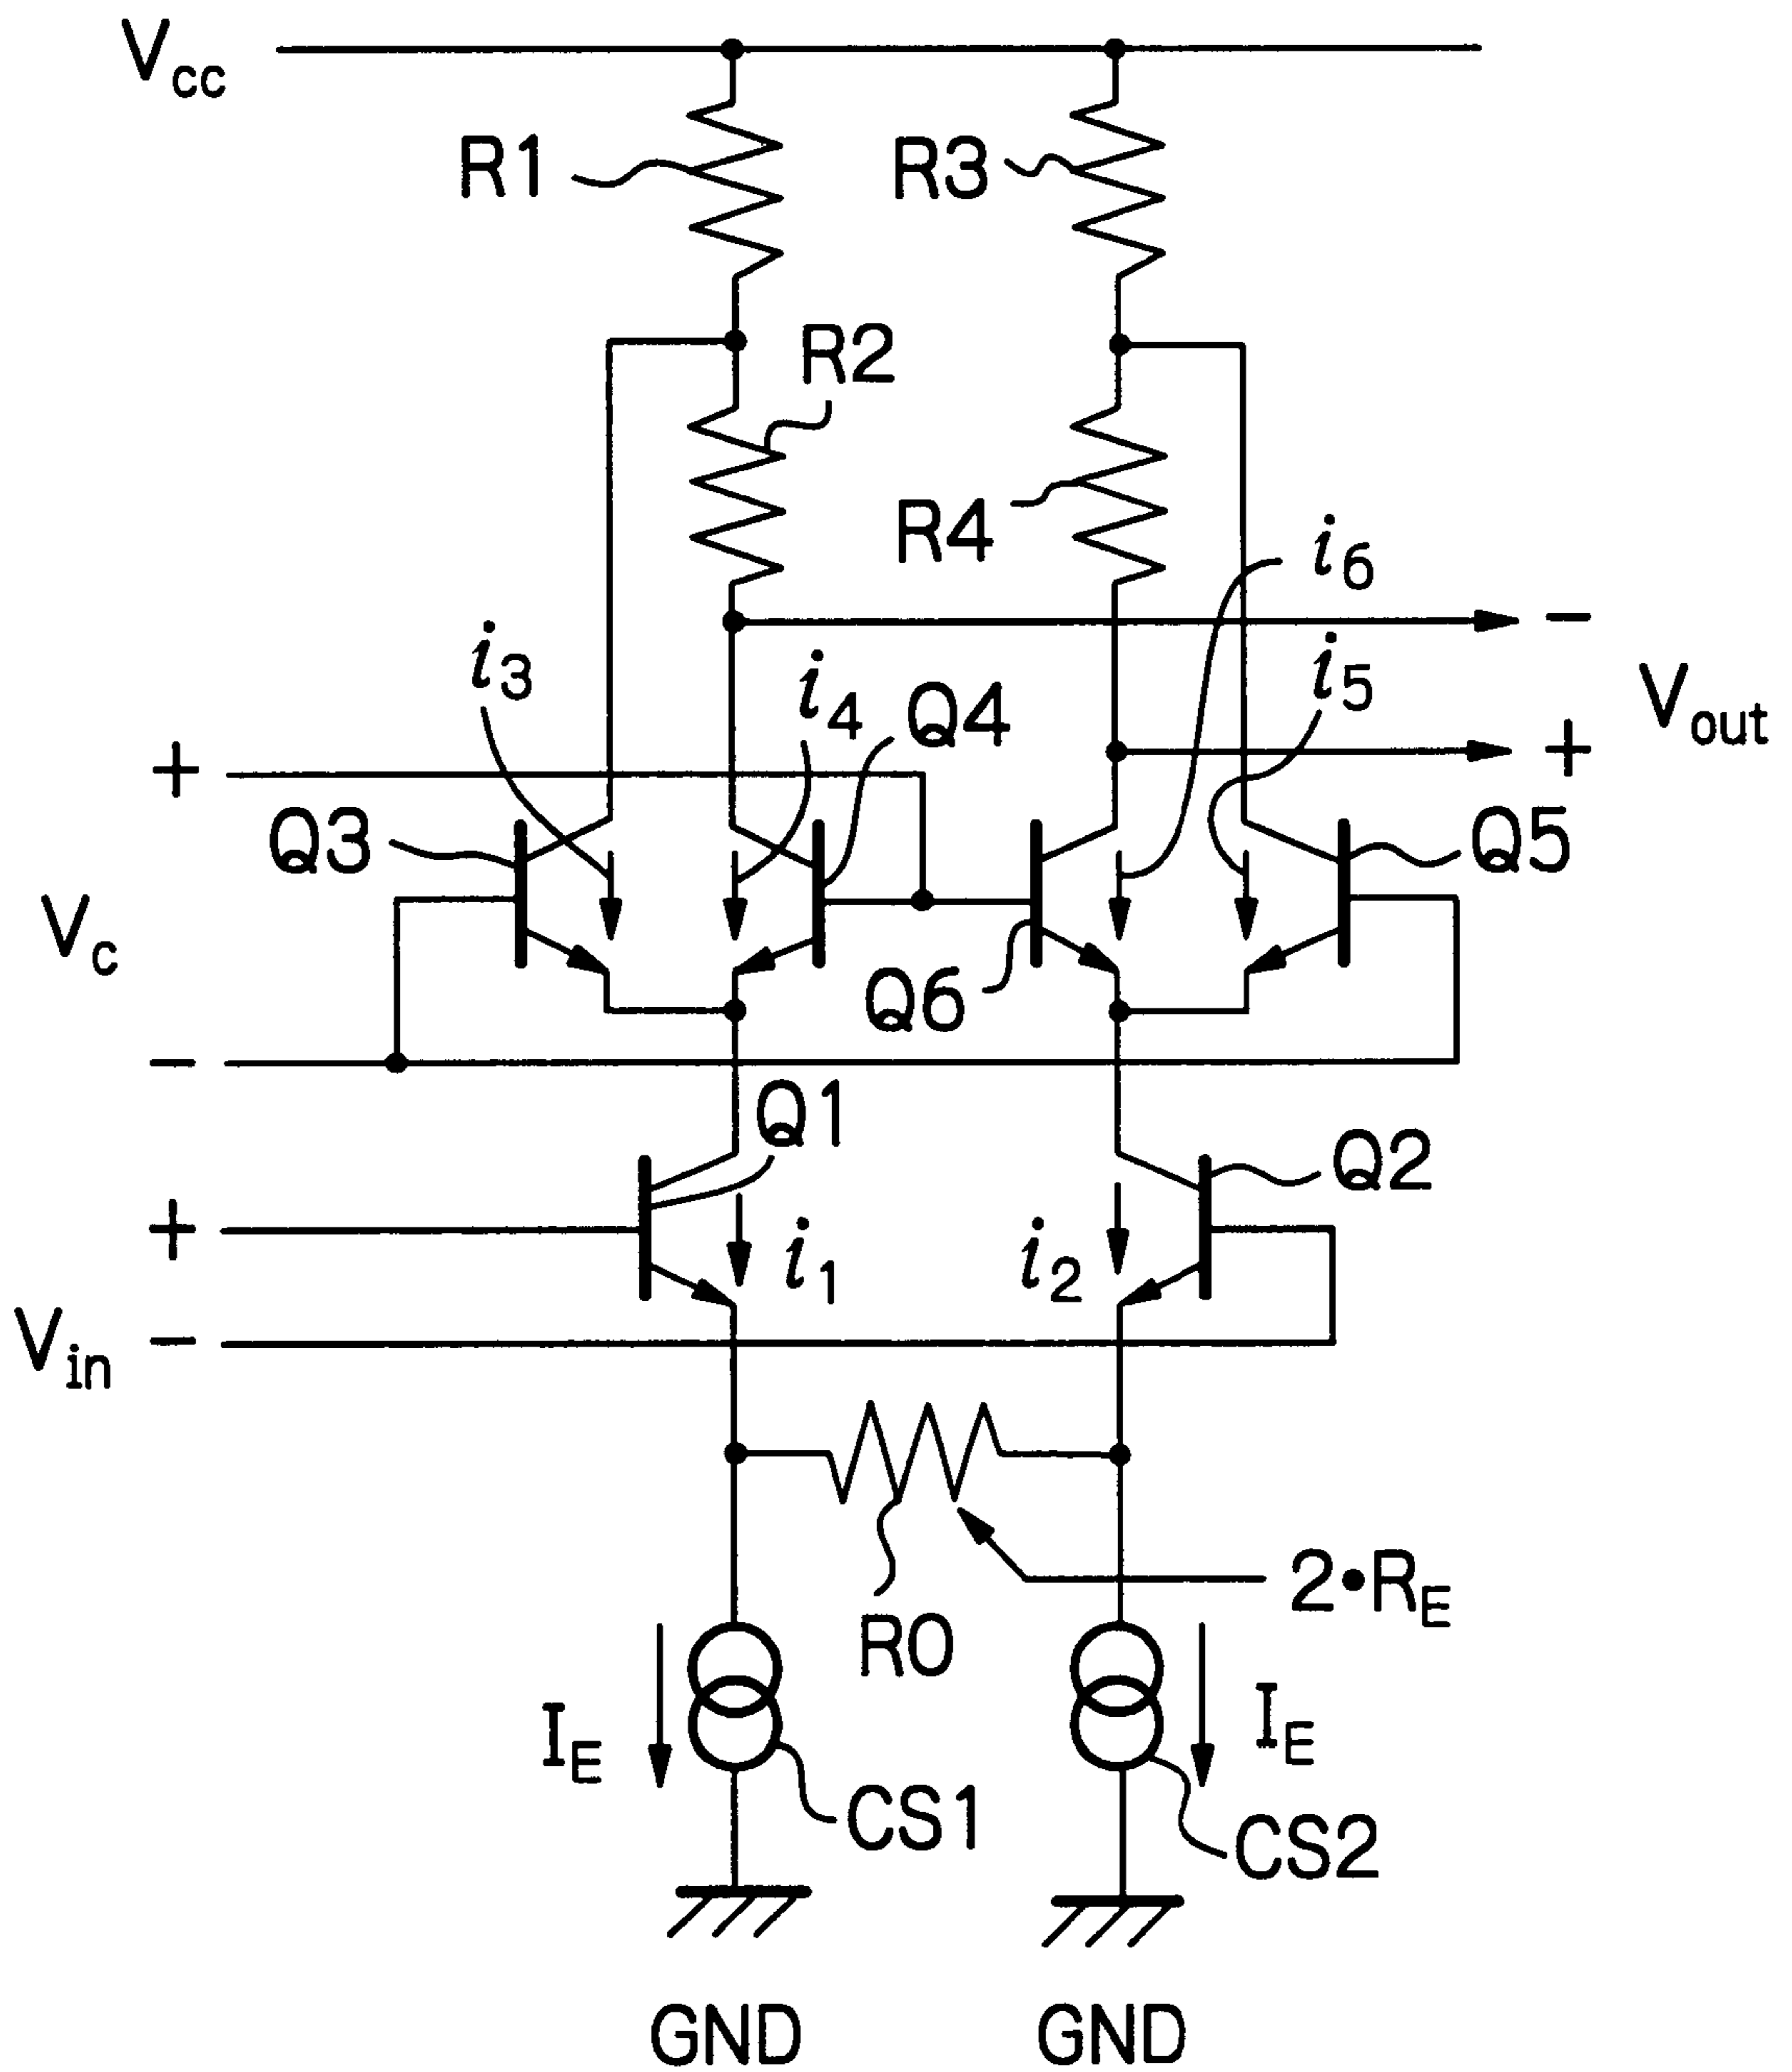 Vcc
R1
R3
R2
R4
i6
i3
i4
Q4
i5
−
Vout
+
+
Q3
Q5
Vc
Q6
−
Q1
Q2
+
i1
i2
Vin
−
2•RE
R0
IE
IE
CS1
CS2
GND
GND